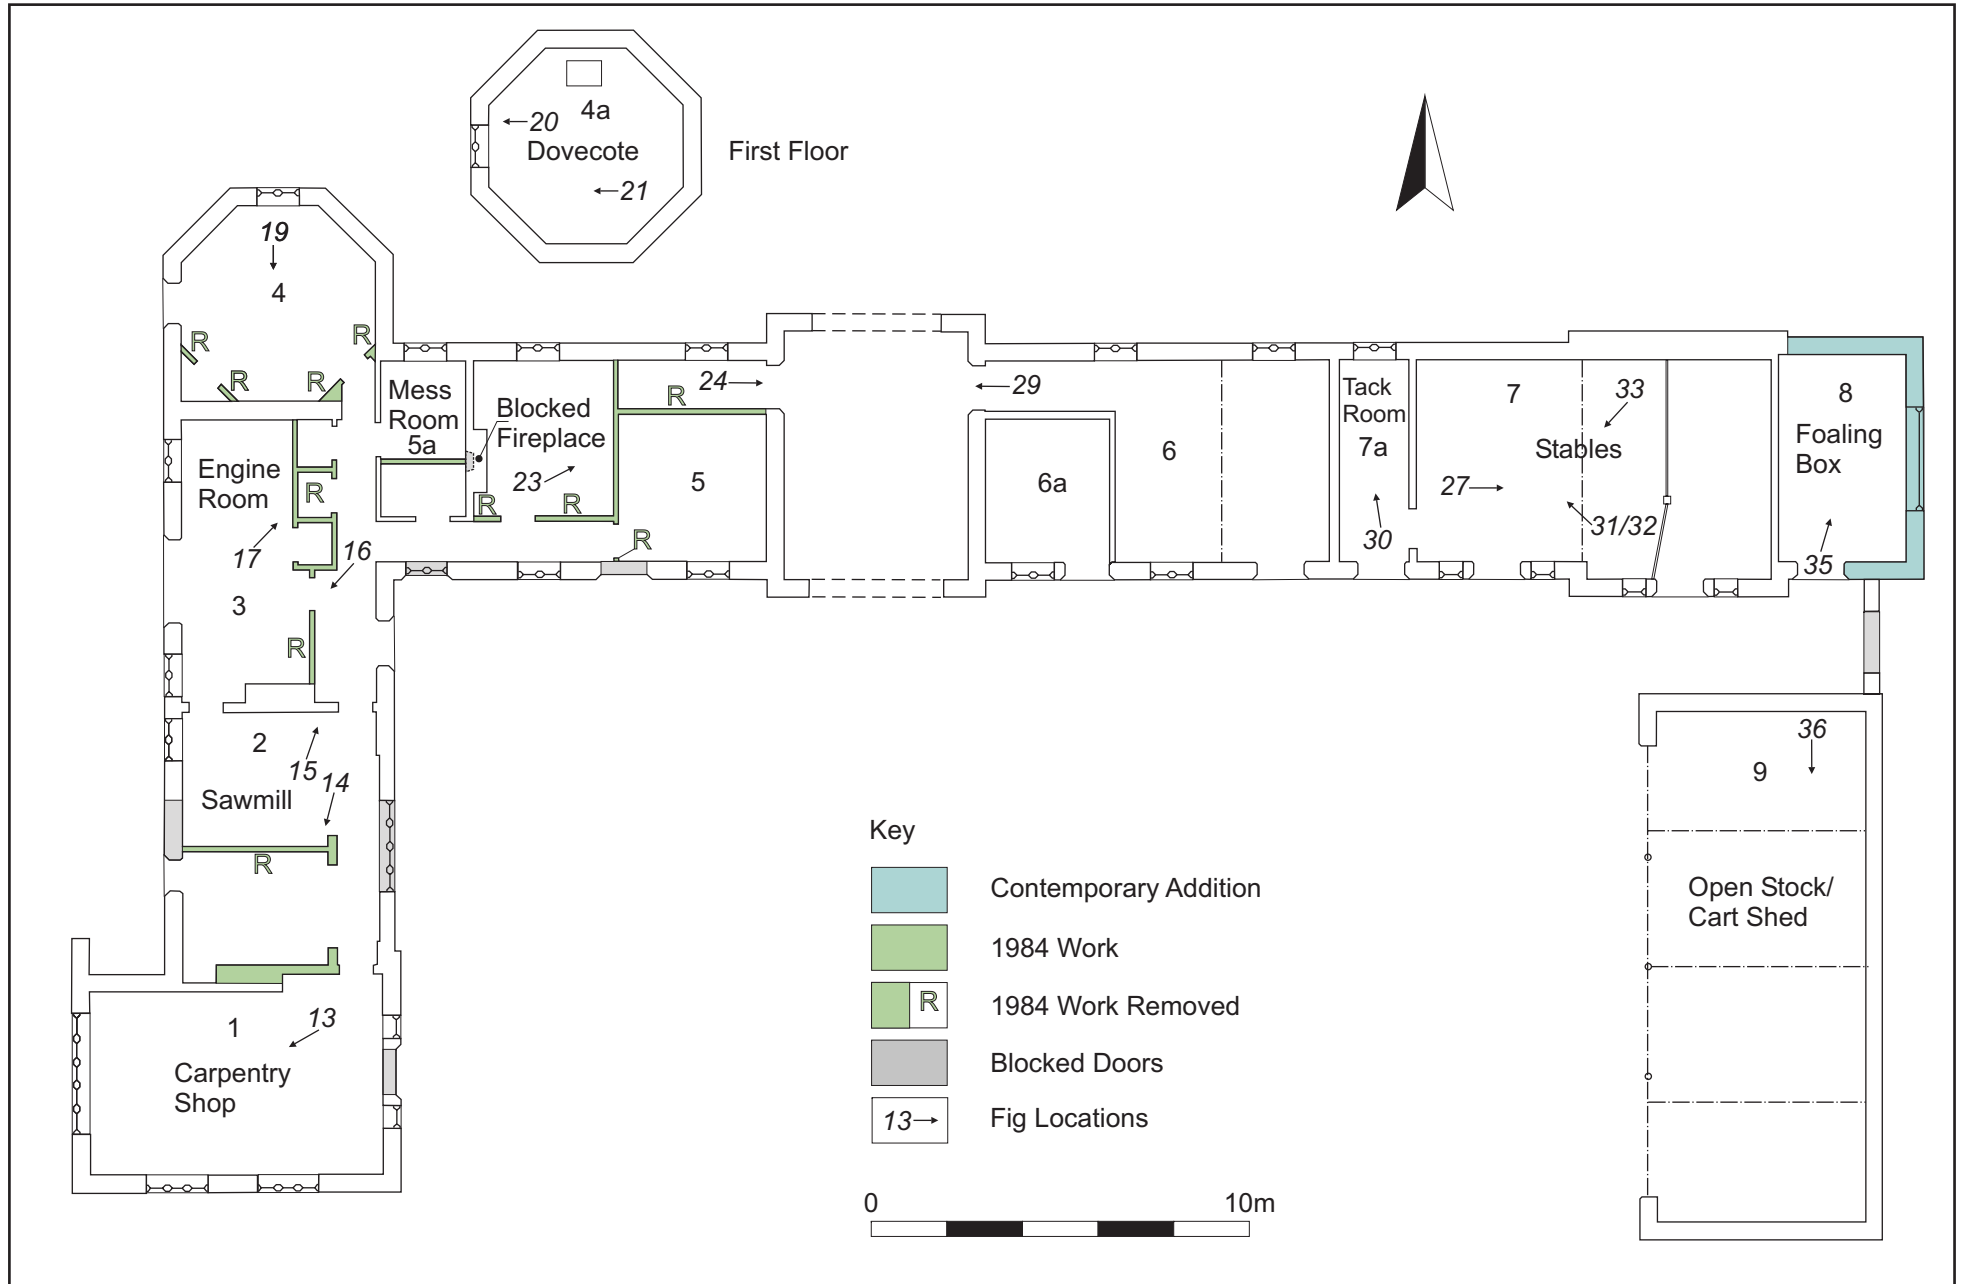 4a
20
Dovecote
21
First Floor
19
4
R
R
R
R
Mess
Room
5a
Blocked
Fireplace
23
R
R
24
R
5
R
29
6a
6
Tack
Room
7a
30
7
Stables
33
27
31/32
8
Foaling
Box
35
Engine
Room
R
17
16
3
R
2
15
14
Sawmill
R
1
13
Carpentry
Shop
36
9
Open Stock/
Cart Shed
Key
Contemporary Addition
1984 Work
R
1984 Work Removed
Blocked Doors
13
Fig Locations
0
10m